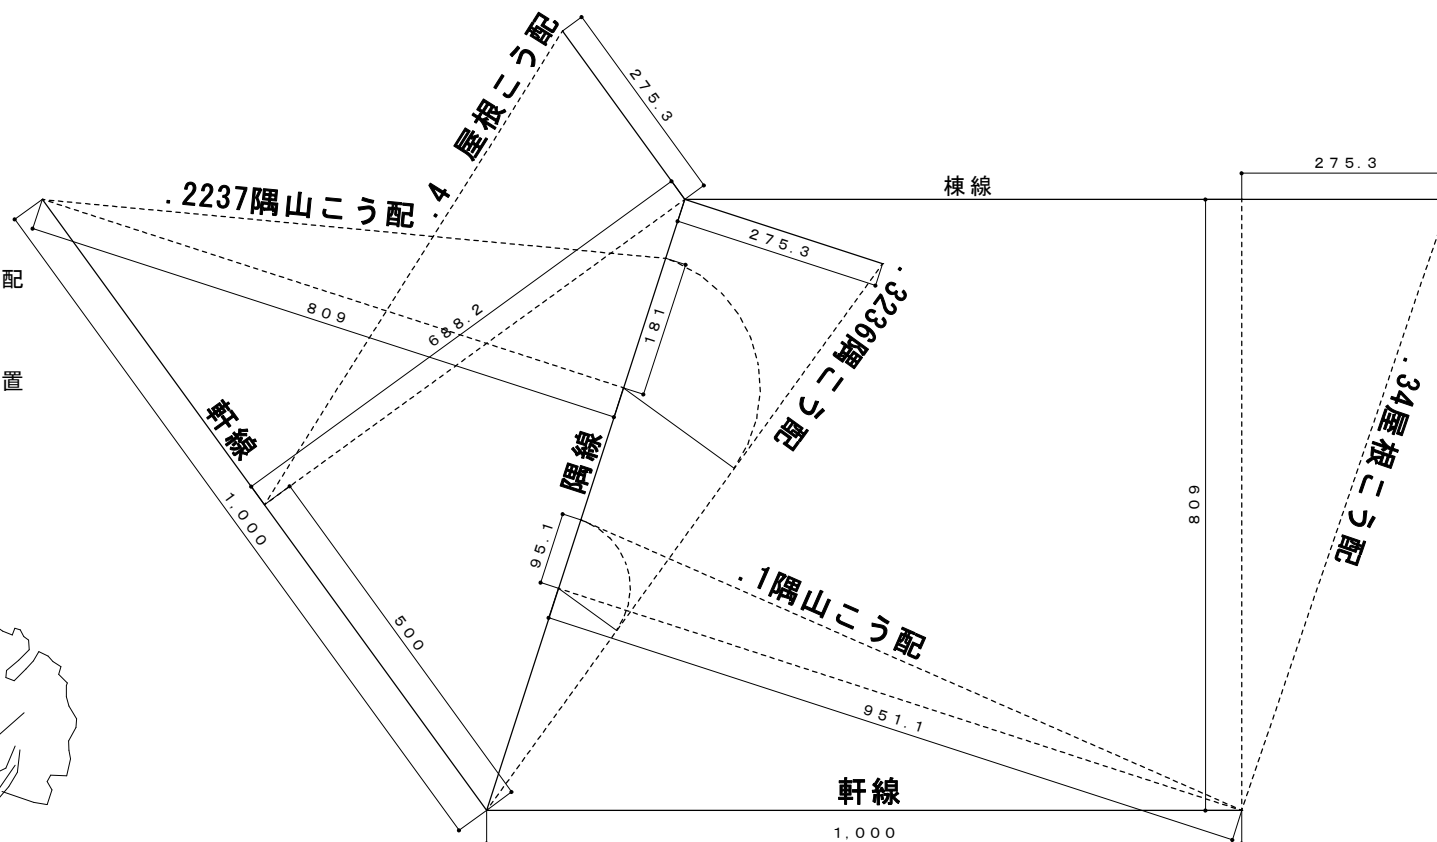 .4 屋根こう配
275.3
.2237隅山こう配
棟線
275.3
275.3
配
809
688.2
181
.3236隅こう配
置
軒線
隅線
.34屋根こう配
1,000
809
95.1
.1隅山こう配
500
951.1
軒線
1,000